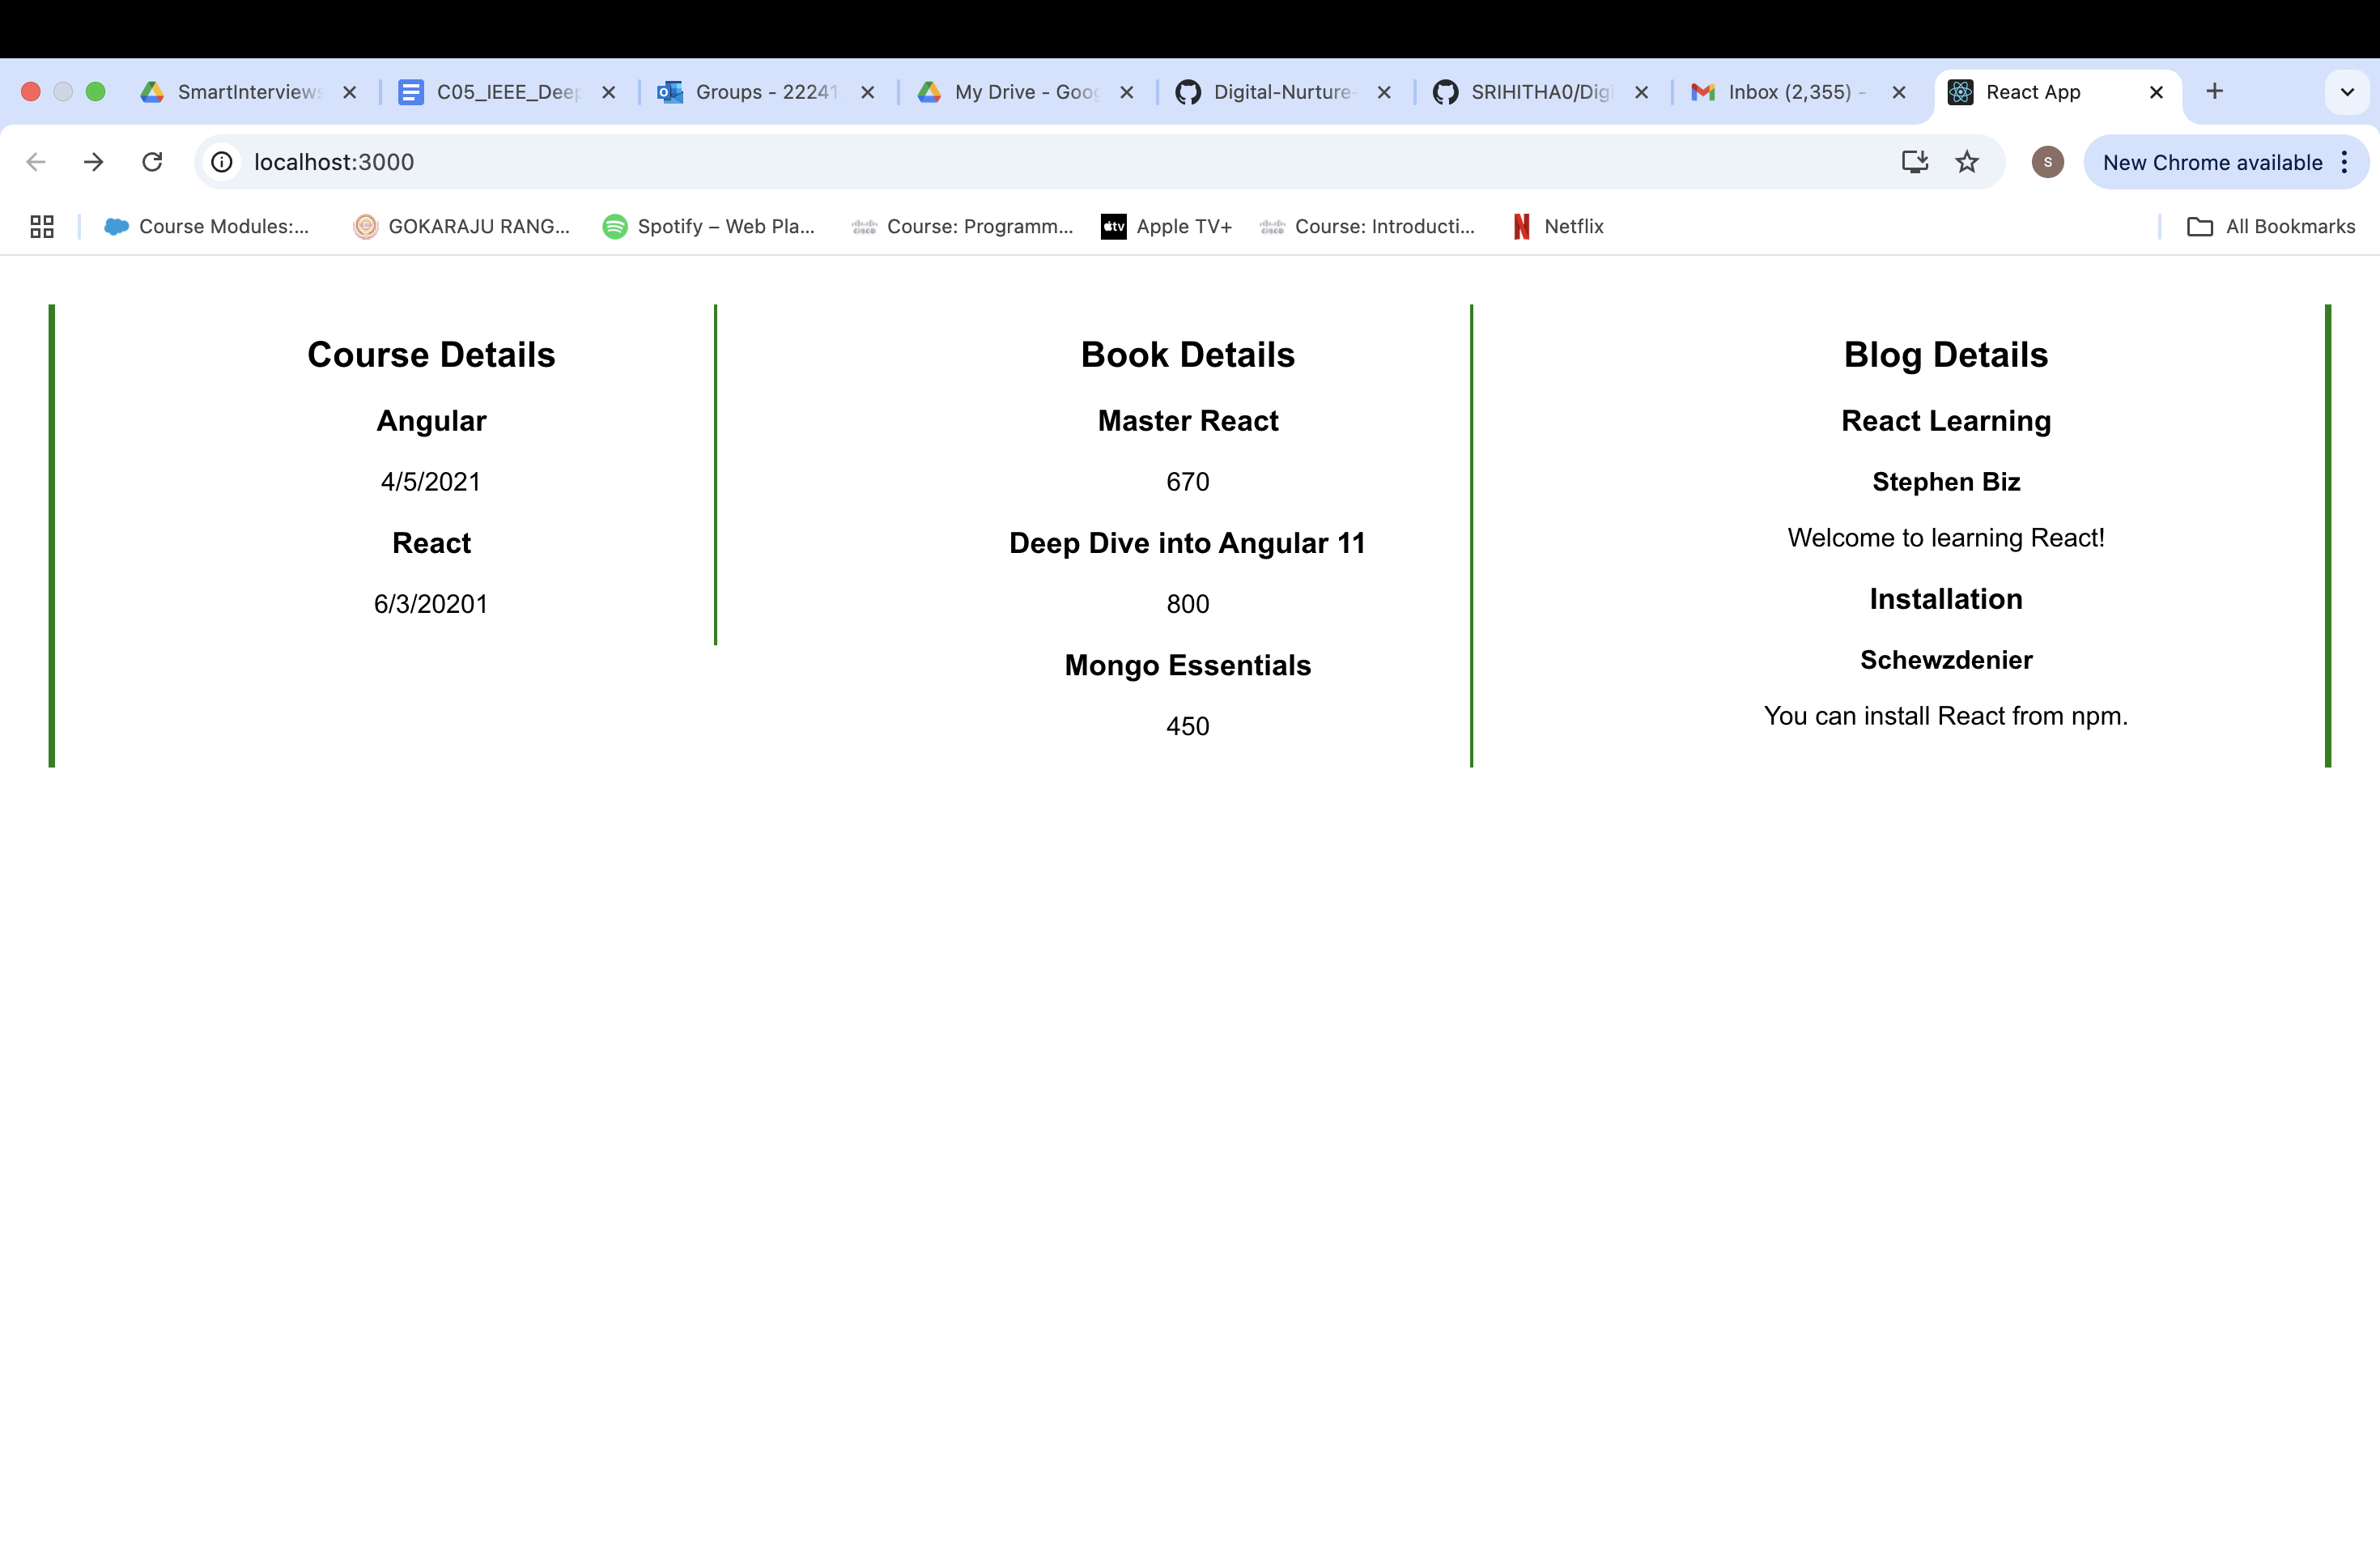 SmartInterviews
C05_IEEE_Deep
Groups - 22241
My Drive - Goog
Digital-Nurture-
SRIHITHA0/Digi
Inbox (2,355) -
React App
localhost:3000
S
New Chrome available
Course Modules:...
GOKARAJU RANG...
Spotify – Web Pla...
Course: Programm...
tv
Apple TV+
Course: Introducti...
Netflix
All Bookmarks
Course Details
Angular
4/5/2021
React
6/3/20201
Book Details
Master React
670
Deep Dive into Angular 11
800
Mongo Essentials
450
Blog Details
React Learning
Stephen Biz
Welcome to learning React!
Installation
Schewzdenier
You can install React from npm.